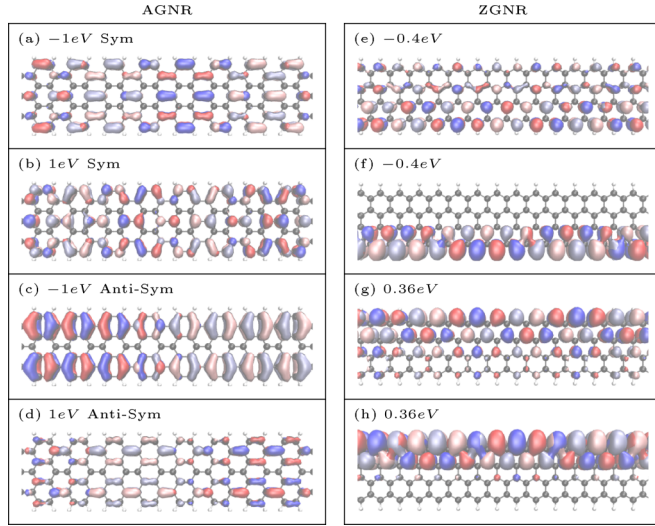 AGNR
(a) −1eV Sym
(b) 1eV Sym
(c) −1eV Anti-Sym
(d) 1eV Anti-Sym
ZGNR
(e) −0.4eV
(f) −0.4eV
(g) 0.36eV
(h) 0.36eV